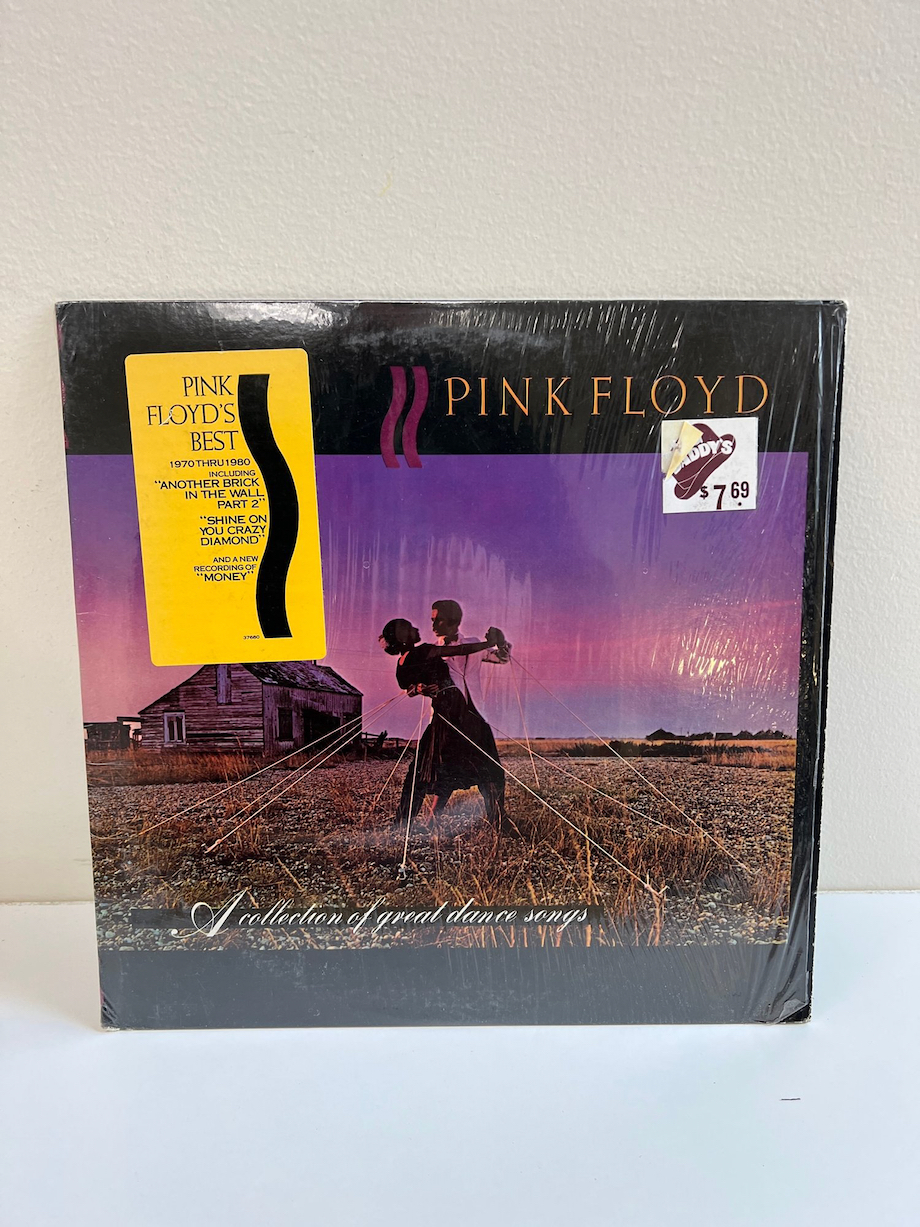 PINK
FLOYD'S
BEST
1970 THRU 1980
INCLUDING
"ANOTHER BRICK
IN THE WALL
PART 2"
"SHINE ON
YOU CRAZY
DIAMOND"
AND A NEW
RECORDING OF
"MONEY"
37680
PINK FLOYD
$7.69
A collection of great dance songs